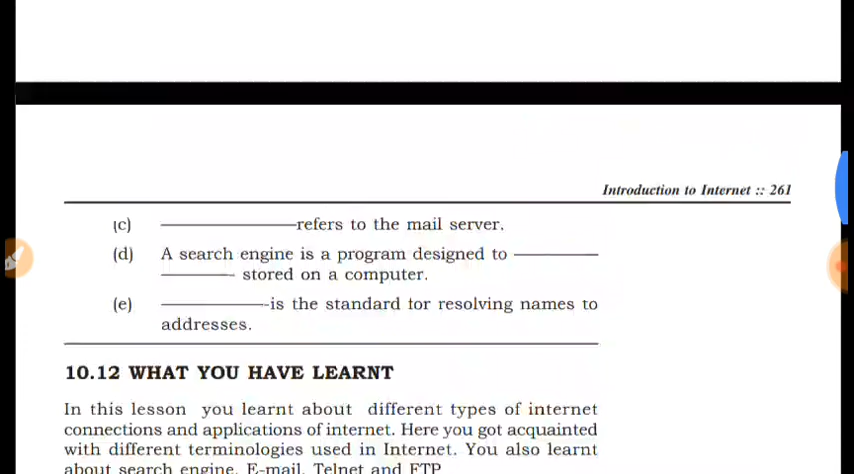 Introduction to Internet :: 261
(c) refers to the mail server.
(d) A search engine is a program designed to
stored on a computer.
(e) is the standard for resolving names to
addresses.
10.12 WHAT YOU HAVE LEARNT
In this lesson you learnt about different types of internet
connections and applications of internet. Here you got acquainted
with different terminologies used in Internet. You also learnt
about search engine, E-mail, Telnet and FTP